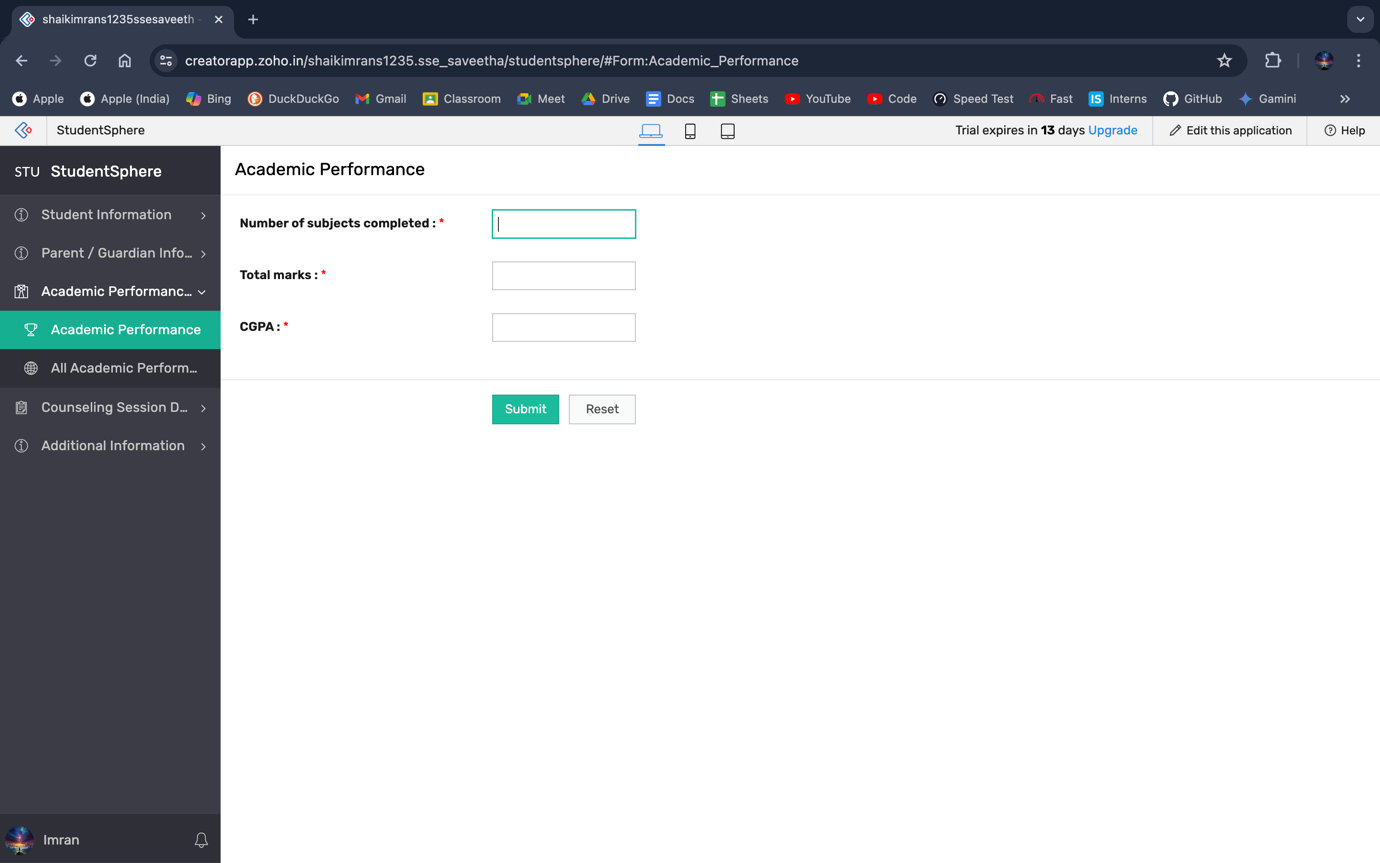 shaikimrans1235ssesaveeth
creatorapp.zoho.in/shaikimrans1235.sse_saveetha/studentsphere/#Form:Academic_Performance
Apple Apple (India) Bing DuckDuckGo Gmail Classroom Meet Drive Docs Sheets YouTube Code Speed Test Fast IS Interns GitHub Gamini
StudentSphere Trial expires in 13 days Upgrade Edit this application Help
STU StudentSphere
Student Information
Parent / Guardian Info...
Academic Performanc...
Academic Performance
All Academic Perform...
Counseling Session D...
Additional Information
Imran
Academic Performance
Number of subjects completed : *
Total marks : *
CGPA : *
Submit Reset